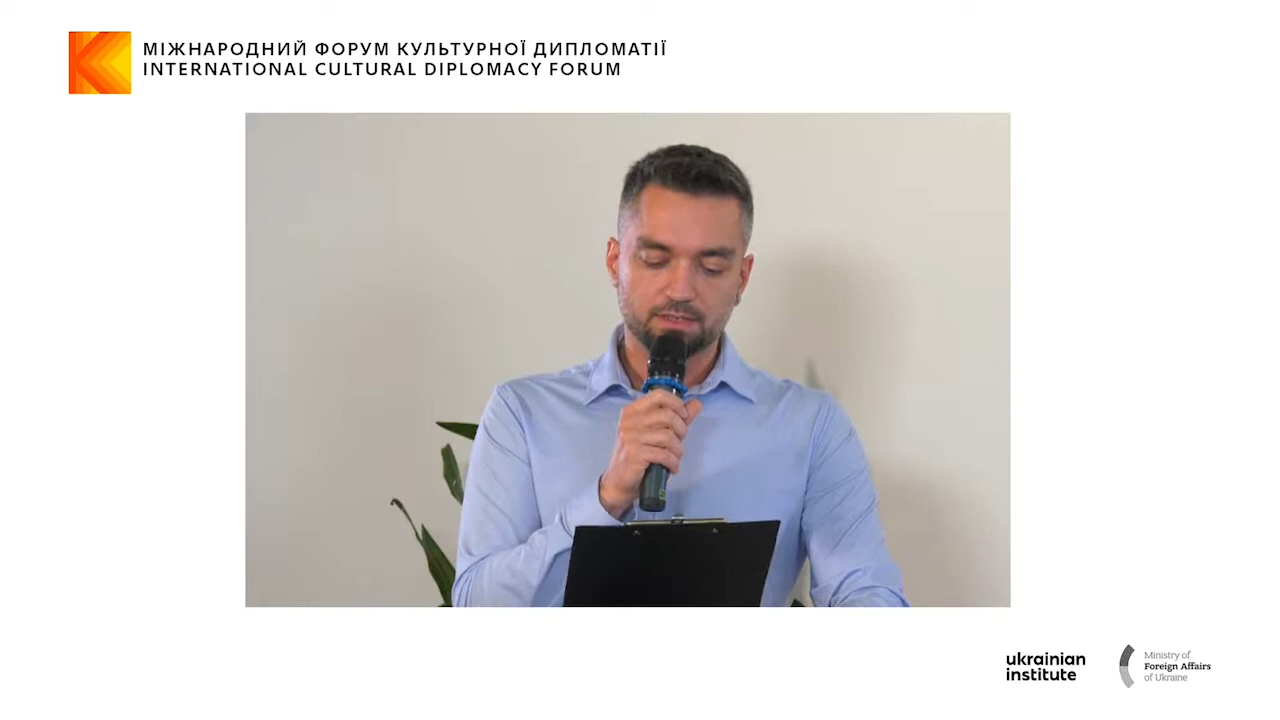 МІЖНАРОДНИЙ ФОРУМ КУЛЬТУРНОЇ ДИПЛОМАТІЇ
INTERNATIONAL CULTURAL DIPLOMACY FORUM
ukrainian
institute
Ministry of
Foreign Affairs
of Ukraine